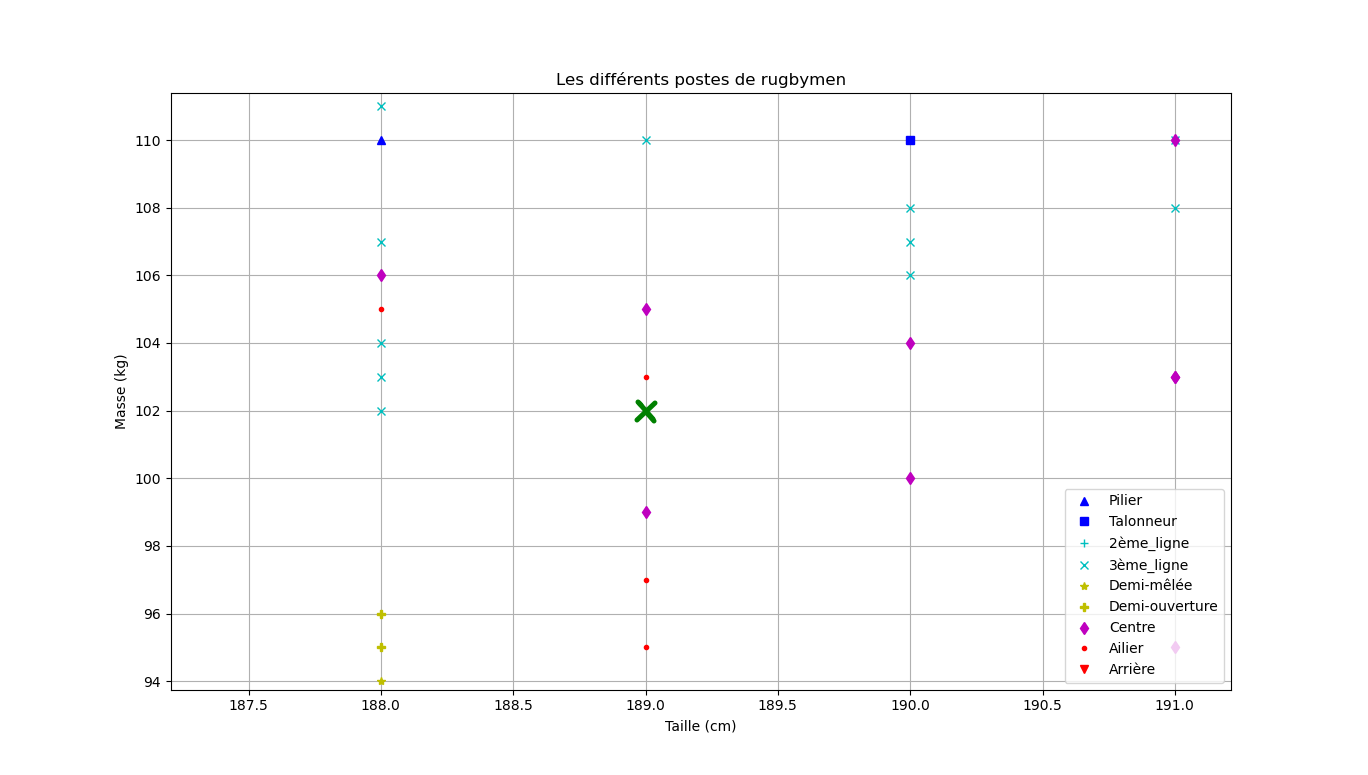 Les différents postes de rugbymen
Masse (kg)
110
108
106
104
102
100
98
96
94
187.5 188.0 188.5 189.0 189.5 190.0 190.5 191.0
Taille (cm)
Pilier
Talonneur
2ème_ligne
3ème_ligne
Demi-mêlée
Demi-ouverture
Centre
Ailier
Arrière